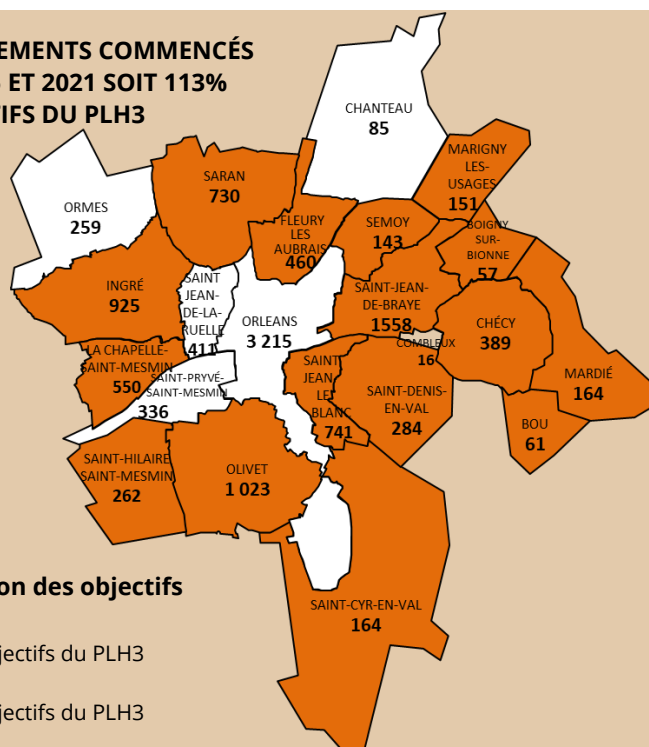 EMENTS COMMENCÉS
ET 2021 SOIT 113%
TIFS DU PLH3
CHANTEAU
85
MARIGNY
LES-
USAGES
151
SARAN
730
ORMES
259
FLEURY
LES
AUBRAIS
460
SEMOY
143
BOIGNY
SUR-
BIONNE
57
INGRÉ
925
SAINT
JEAN-
DE-LA-
RUELLE
411
ORLEANS
3 215
SAINT-JEAN-
DE-BRAYE
1558
CHÉCY
389
COMBLEUX
16
LA CHAPELLE-
SAINT-MESMIN
550
SAINT-PRYVÉ-
SAINT-MESMIN
336
SAINT
JEAN
LE
BLANC
741
SAINT-DENIS-
EN-VAL
284
MARDIÉ
164
BOU
61
SAINT-HILAIRE
SAINT-MESMIN
262
OLIVET
1 023
on des objectifs
SAINT-CYR-EN-VAL
164
jectifs du PLH3
jectifs du PLH3